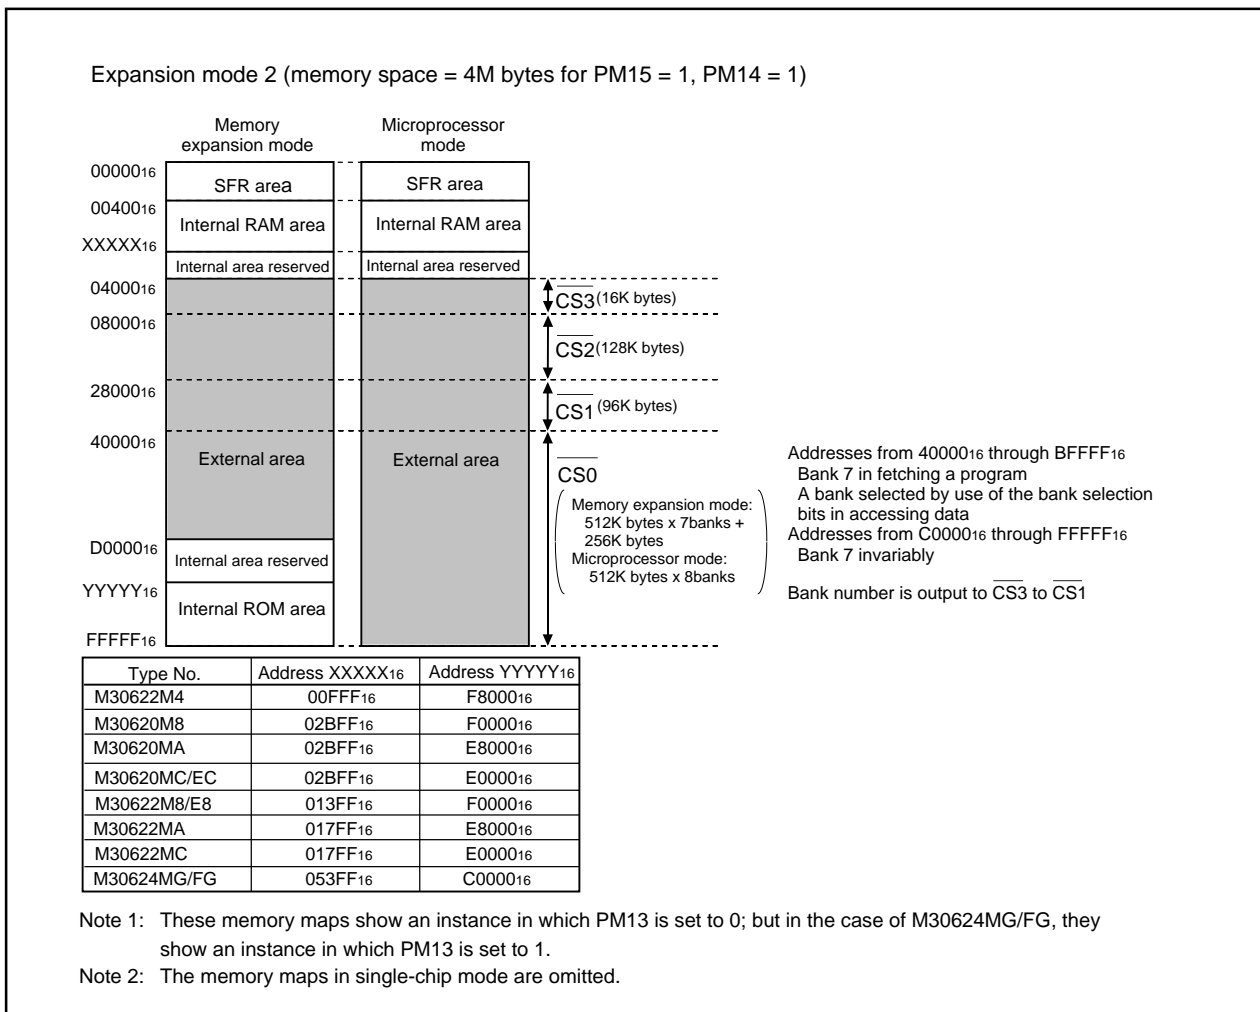 Expansion mode 2 (memory space = 4M bytes for PM15 = 1, PM14 = 1)
Memory expansion mode
Microprocessor mode
0000016
SFR area
SFR area
0040016
Internal RAM area
Internal RAM area
XXXXX16
Internal area reserved
Internal area reserved
0400016
CS3 (16K bytes)
0800016
CS2 (128K bytes)
2800016
CS1 (96K bytes)
4000016
External area
External area
CS0
Memory expansion mode:
512K bytes x 7banks +
256K bytes
Microprocessor mode:
512K bytes x 8banks
Addresses from 4000016 through BFFFF16
Bank 7 in fetching a program
A bank selected by use of the bank selection
bits in accessing data
Addresses from C000016 through FFFFF16
Bank 7 invariably
Bank number is output to CS3 to CS1
D000016
Internal area reserved
YYYYY16
Internal ROM area
FFFFF16
Type No. Address XXXXX16 Address YYYYY16
M30622M4 00FFF16 F800016
M30620M8 02BFF16 F000016
M30620MA 02BFF16 E800016
M30620MC/EC 02BFF16 E000016
M30622M8/E8 013FF16 F000016
M30622MA 017FF16 E800016
M30622MC 017FF16 E000016
M30624MG/FG 053FF16 C000016
Note 1: These memory maps show an instance in which PM13 is set to 0; but in the case of M30624MG/FG, they
show an instance in which PM13 is set to 1.
Note 2: The memory maps in single-chip mode are omitted.